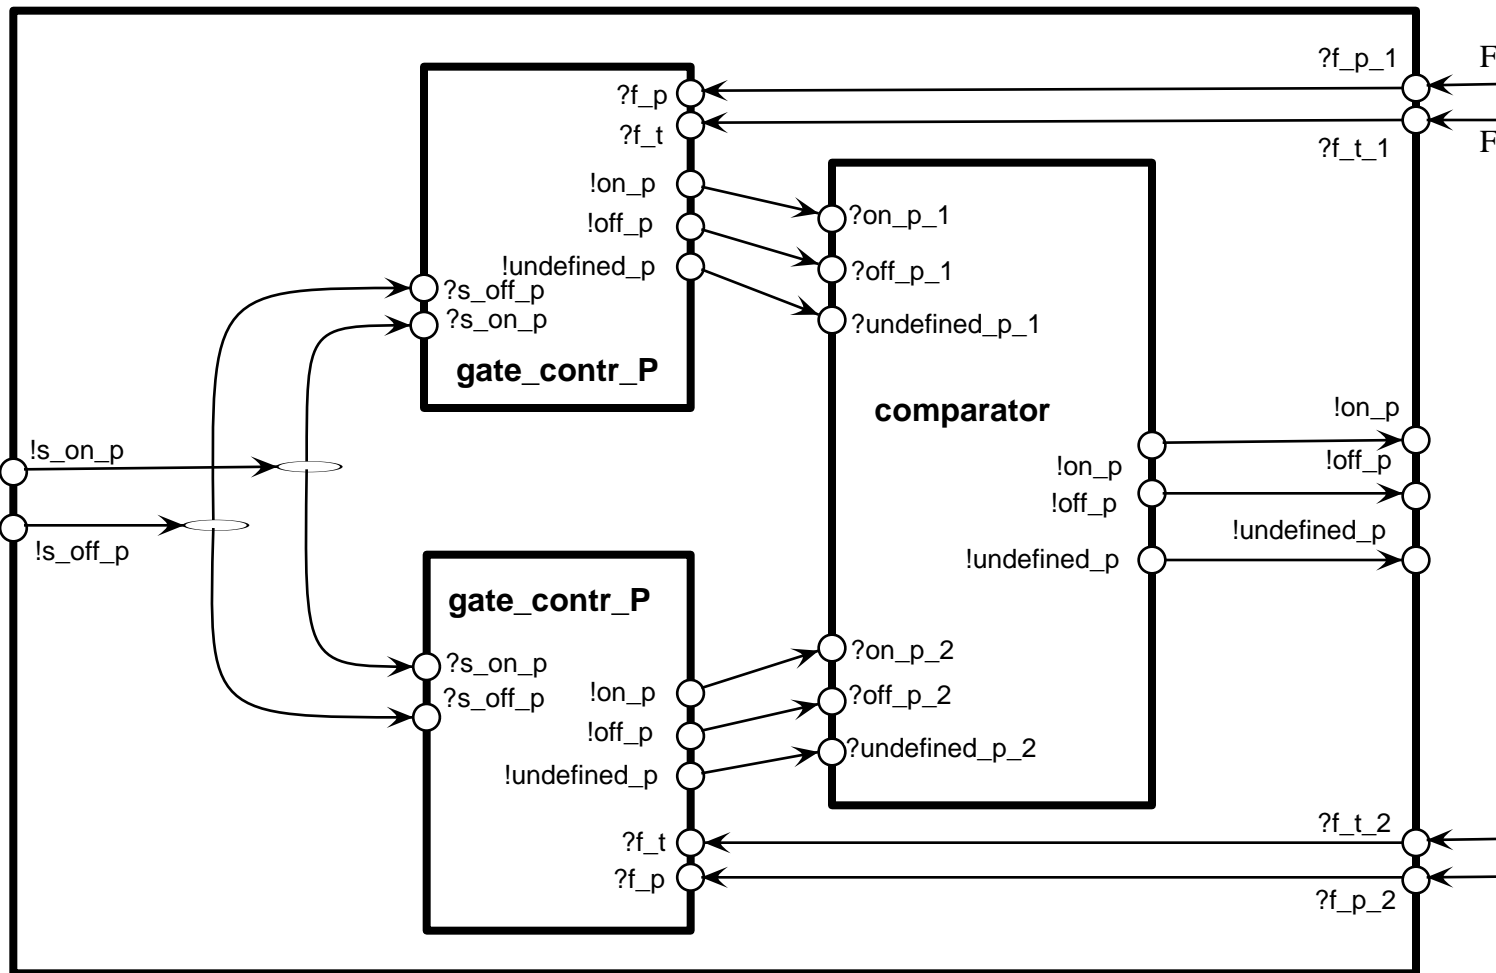 ?f_p_1
F
?f_p
?f_t
F
?f_t_1
!on_p
!off_p
!undefined_p
?on_p_1
?off_p_1
?undefined_p_1
?s_off_p
?s_on_p
gate_contr_P
comparator
!s_on_p
!s_off_p
!on_p
!off_p
!undefined_p
!on_p
!off_p
!undefined_p
gate_contr_P
?s_on_p
?s_off_p
!on_p
!off_p
!undefined_p
?on_p_2
?off_p_2
?undefined_p_2
?f_t
?f_p
?f_t_2
?f_p_2